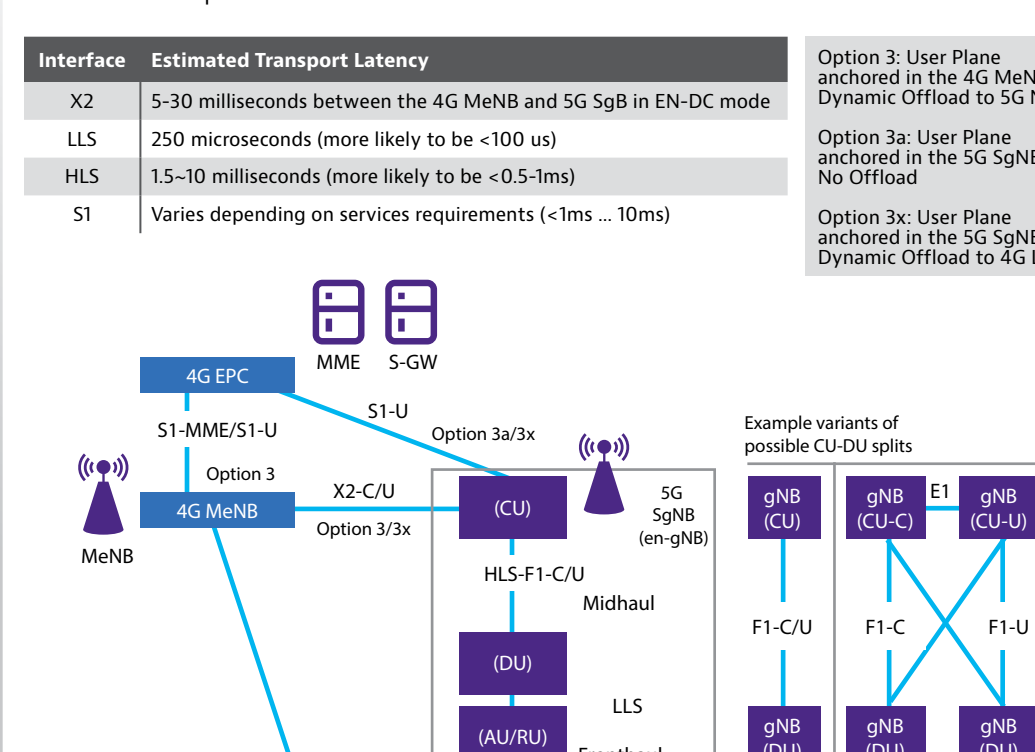 Interface Estimated Transport Latency
X2 5-30 milliseconds between the 4G MeNB and 5G SgB in EN-DC mode
LLS 250 microseconds (more likely to be <100 us)
HLS 1.5~10 milliseconds (more likely to be <0.5-1ms)
S1 Varies depending on services requirements (<1ms ... 10ms)
Option 3: User Plane
anchored in the 4G MeN
Dynamic Offload to 5G
Option 3a: User Plane
anchored in the 5G SgNB
No Offload
Option 3x: User Plane
anchored in the 5G SgNB
Dynamic Offload to 4G
MME S-GW
4G EPC
S1-U
S1-MME/S1-U
Option 3a/3x
Option 3
X2-C/U
4G MeNB
Option 3/3x
MeNB
(CU)
5G
SgNB
(en-gNB)
HLS-F1-C/U
Midhaul
(DU)
LLS
(AU/RU)
Fronthaul
Example variants of
possible CU-DU splits
gNB
(CU)
gNB
(CU-C)
E1
gNB
(CU-U)
F1-C/U
F1-C
F1-U
gNB
(DU)
gNB
(DU)
gNB
(DU)